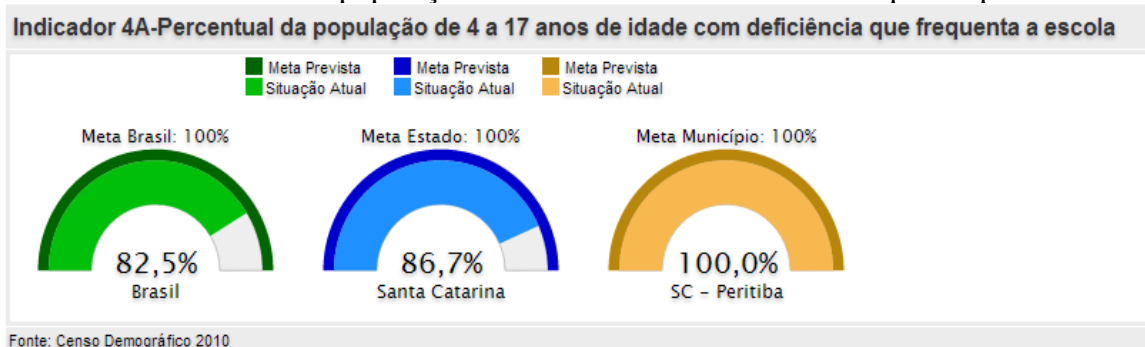 Indicador 4A-Percentual da população de 4 a 17 anos de idade com deficiência que frequenta a escola
Meta Prevista Meta Prevista Meta Prevista
Situação Atual Situação Atual Situação Atual
Meta Brasil: 100% Meta Estado: 100% Meta Município: 100%
82,5% 86,7% 100,0%
Brasil Santa Catarina SC - Peritiba
Fonte: Censo Demográfico 2010